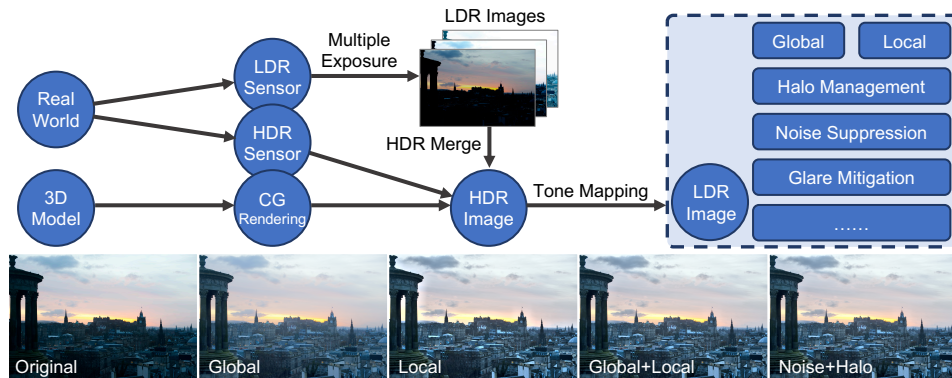 Real
World
3D
Model
LDR
Sensor
HDR
Sensor
CG
Rendering
Multiple
Exposure
LDR Images
HDR Merge
HDR
Image
Tone Mapping
LDR
Image
Global
Local
Halo Management
Noise Suppression
Glare Mitigation
......
Original
Global
Local
Global+Local
Noise+Halo